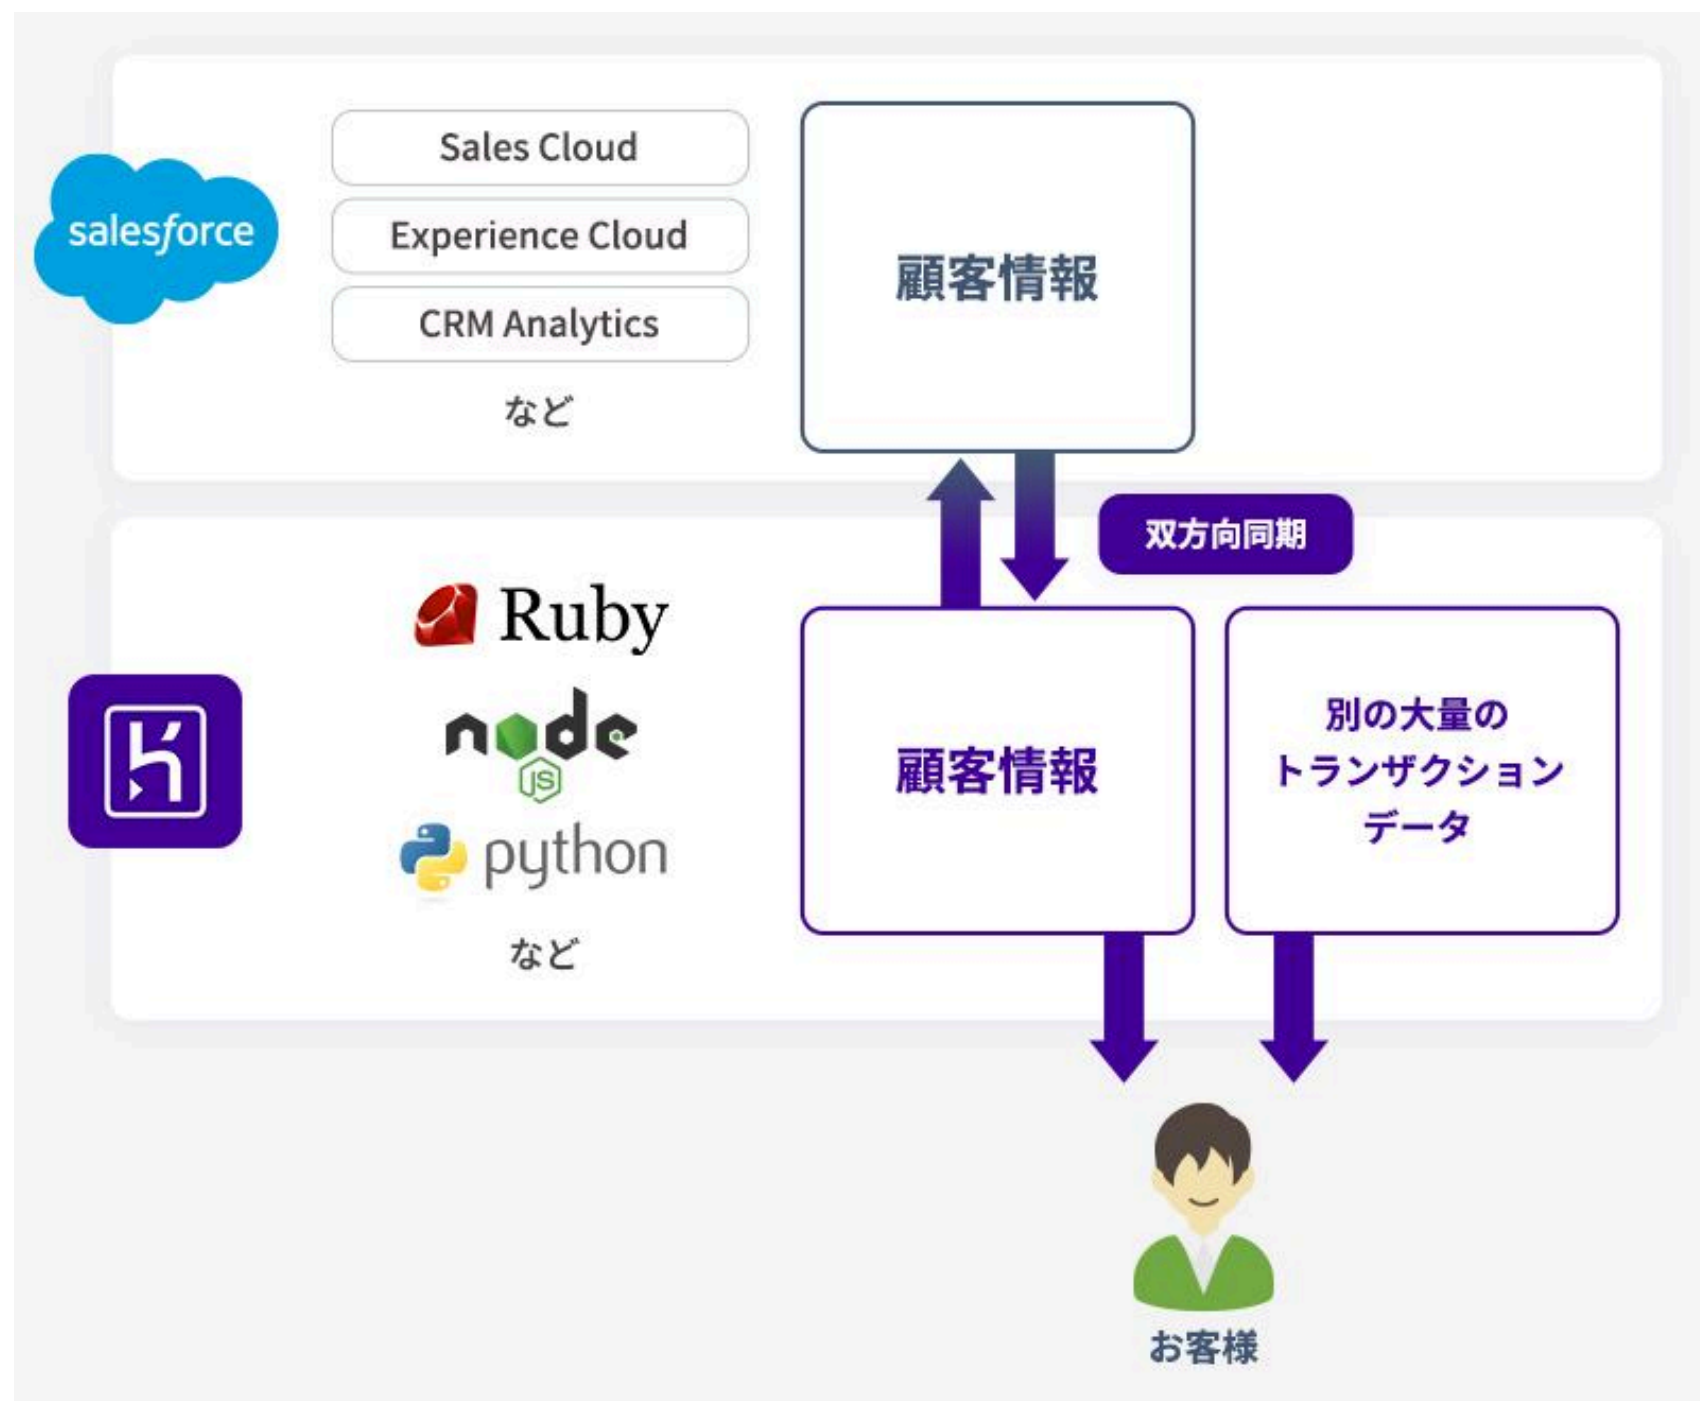 salesforce
Sales Cloud
Experience Cloud
CRM Analytics
など
顧客情報
双方向同期
Ruby
node
JS
python
など
顧客情報
別の大量の
トランザクション
データ
お客様